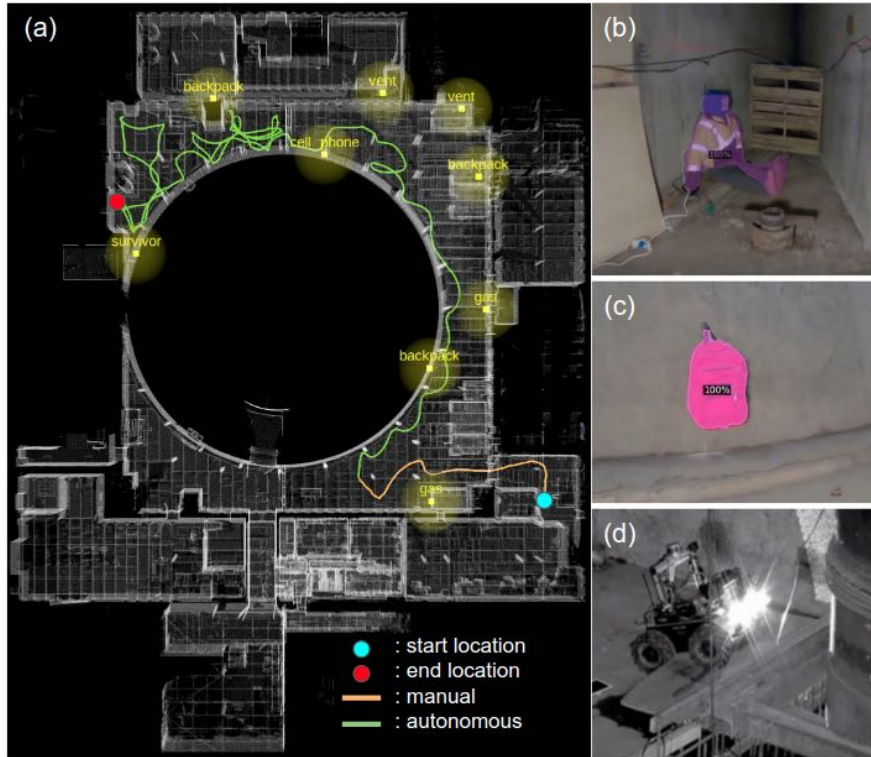 (a)
backpack
vent
vent
cell_phone
backpack
survivor
gas
backpack
gas
: start location
: end location
: manual
: autonomous
(b)
100%
(c)
100%
(d)